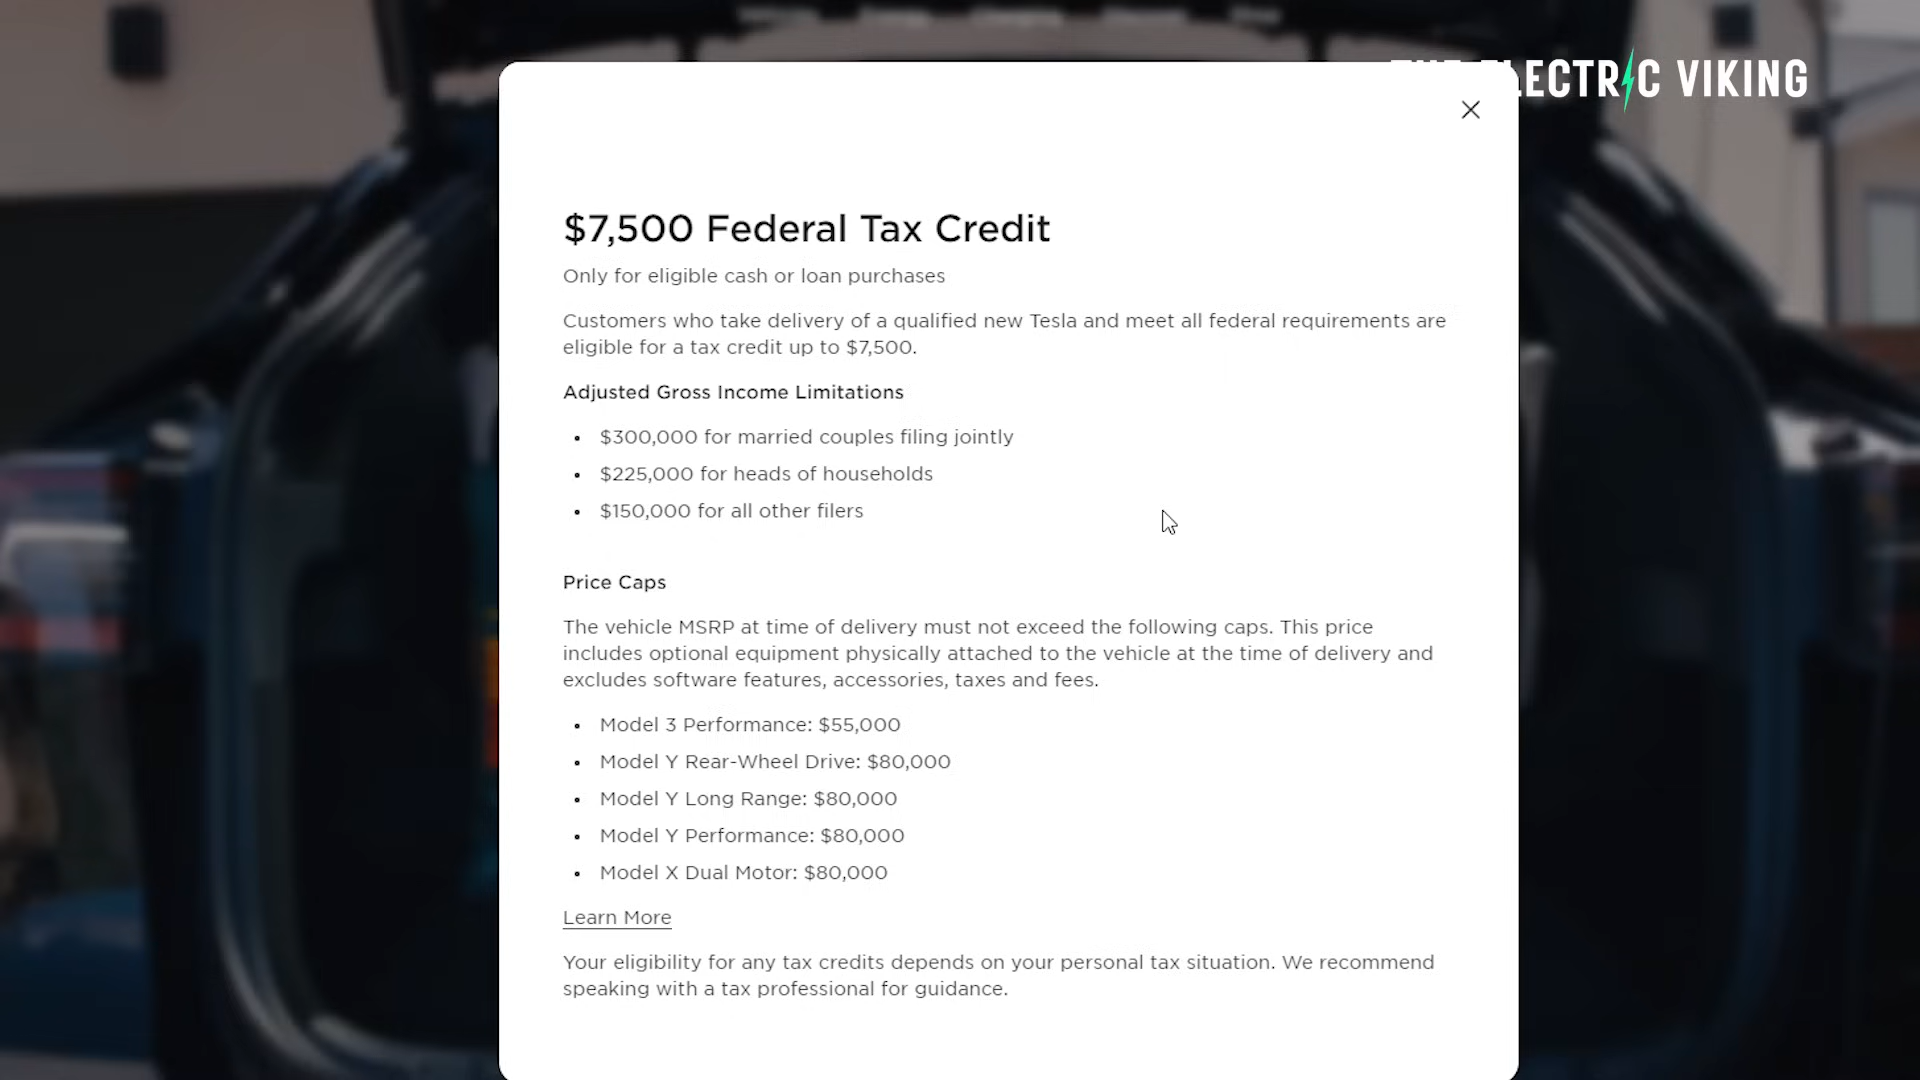 THE ELECTRIC VIKING
$7,500 Federal Tax Credit
Only for eligible cash or loan purchases
Customers who take delivery of a qualified new Tesla and meet all federal requirements are
eligible for a tax credit up to $7,500.
Adjusted Gross Income Limitations
• $300,000 for married couples filing jointly
• $225,000 for heads of households
• $150,000 for all other filers
Price Caps
The vehicle MSRP at time of delivery must not exceed the following caps. This price
includes optional equipment physically attached to the vehicle at the time of delivery and
excludes software features, accessories, taxes and fees.
• Model 3 Performance: $55,000
• Model Y Rear-Wheel Drive: $80,000
• Model Y Long Range: $80,000
• Model Y Performance: $80,000
• Model X Dual Motor: $80,000
Learn More
Your eligibility for any tax credits depends on your personal tax situation. We recommend
speaking with a tax professional for guidance.